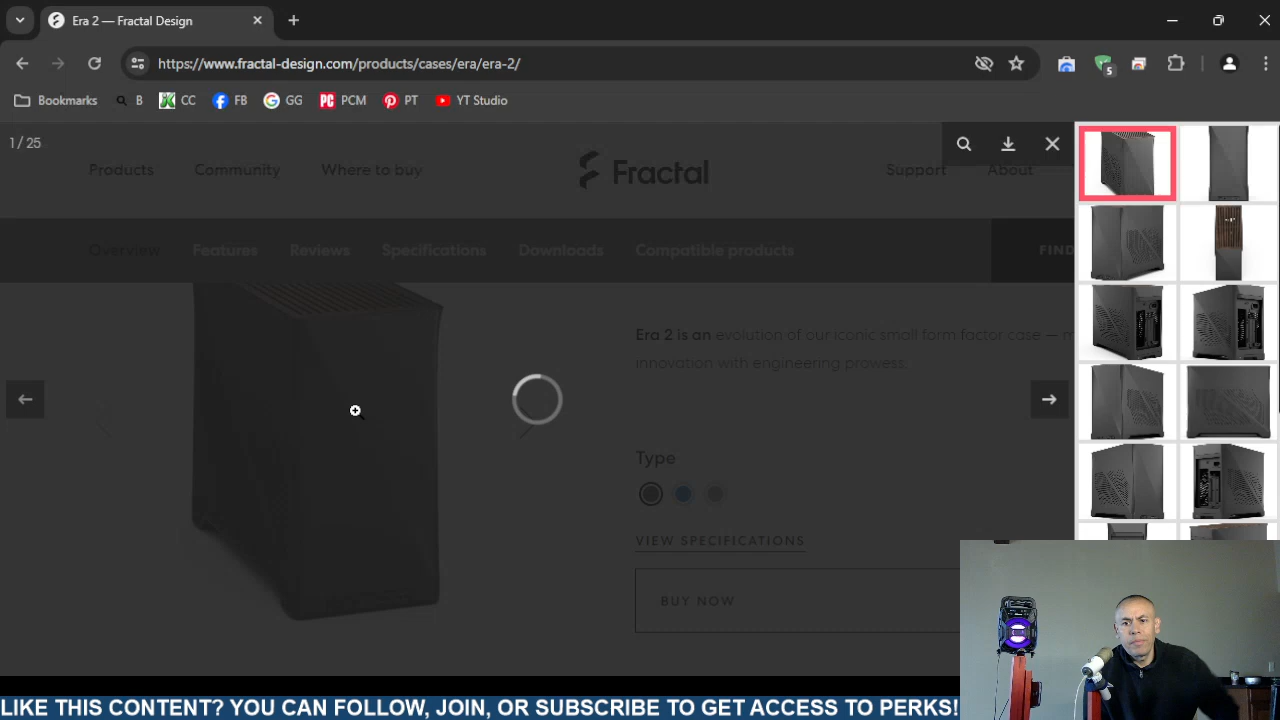 Era 2 — Fractal Design
https://www.fractal-design.com/products/cases/era/era-2/
5
Bookmarks B CC FB GG PCM PT YT Studio
1 / 25
Products Community Where to buy Fractal Support About
Overview Features Reviews Specifications Downloads Compatible products FIND
Era 2 is an evolution of our iconic small form factor case — m
innovation with engineering prowess.
Type
VIEW SPECIFICATIONS
BUY NOW
LIKE THIS CONTENT? YOU CAN FOLLOW, JOIN, OR SUBSCRIBE TO GET ACCESS TO PERKS!